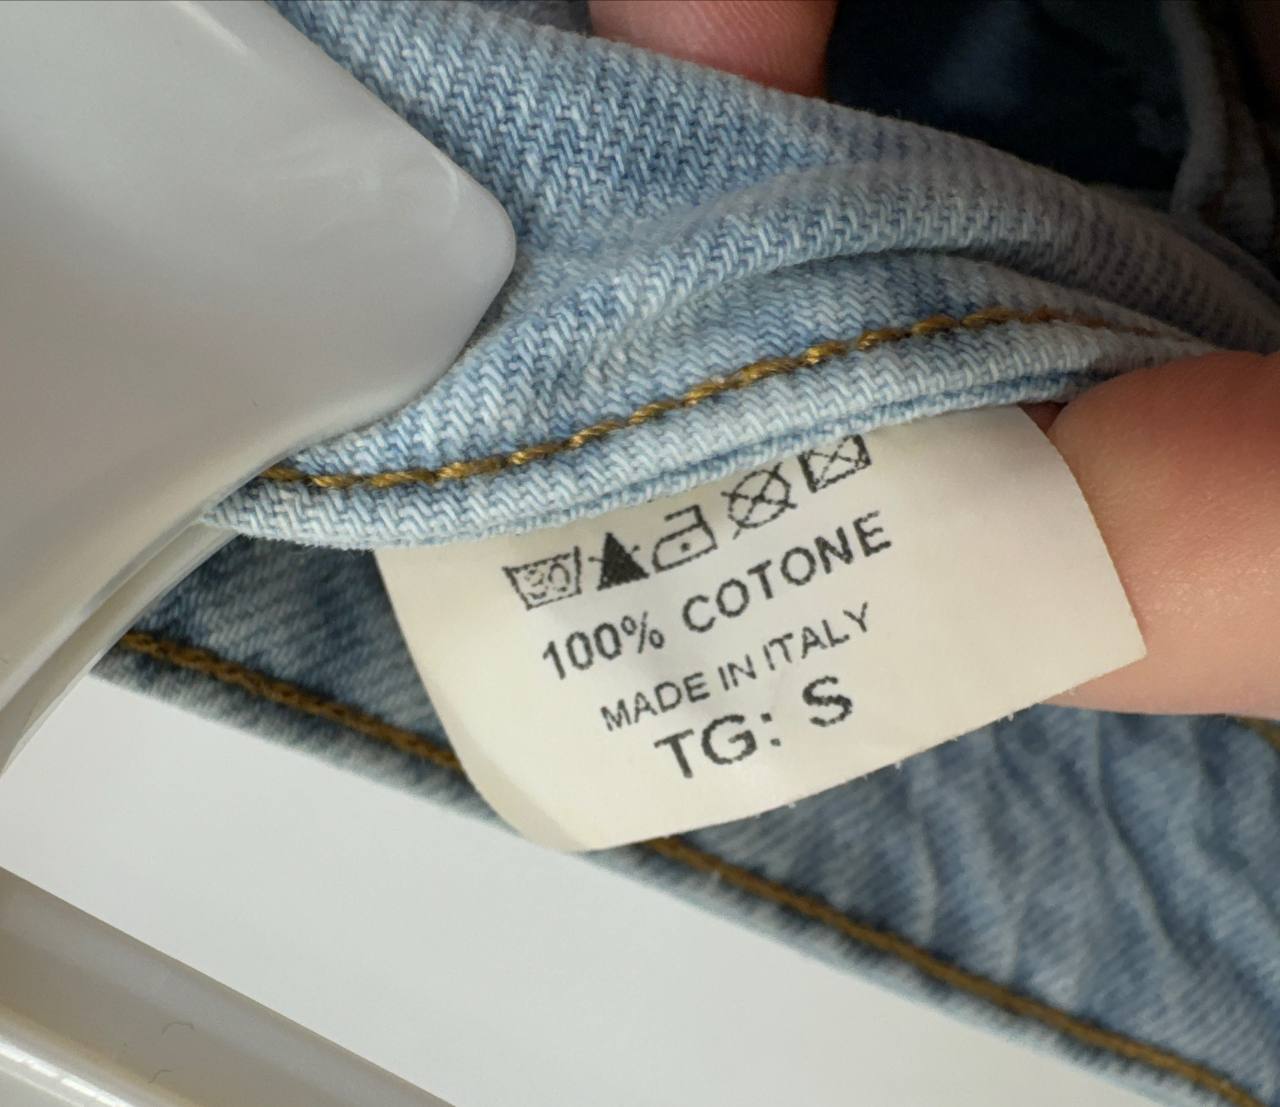 30
100% COTONE
MADE IN ITALY
TG: S